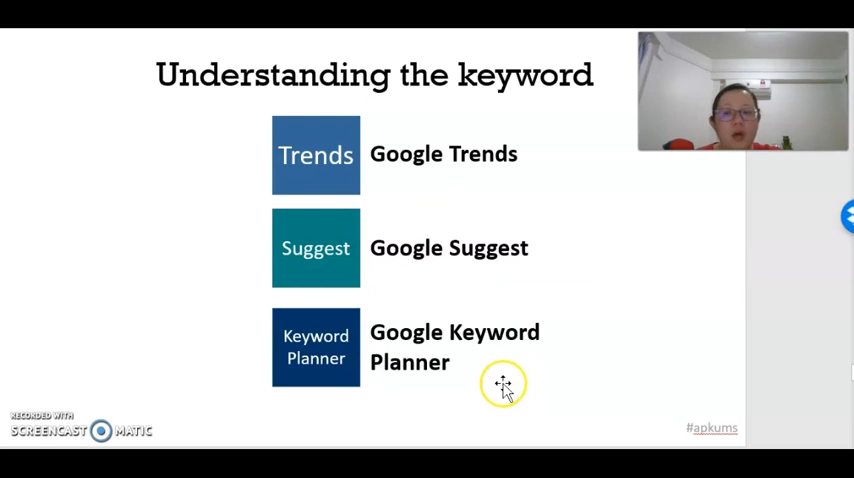 Understanding the keyword
Trends
Google Trends
Suggest
Google Suggest
Keyword
Planner
Google Keyword
Planner
RECORDED WITH
SCREENCAST MATIC
#apkums